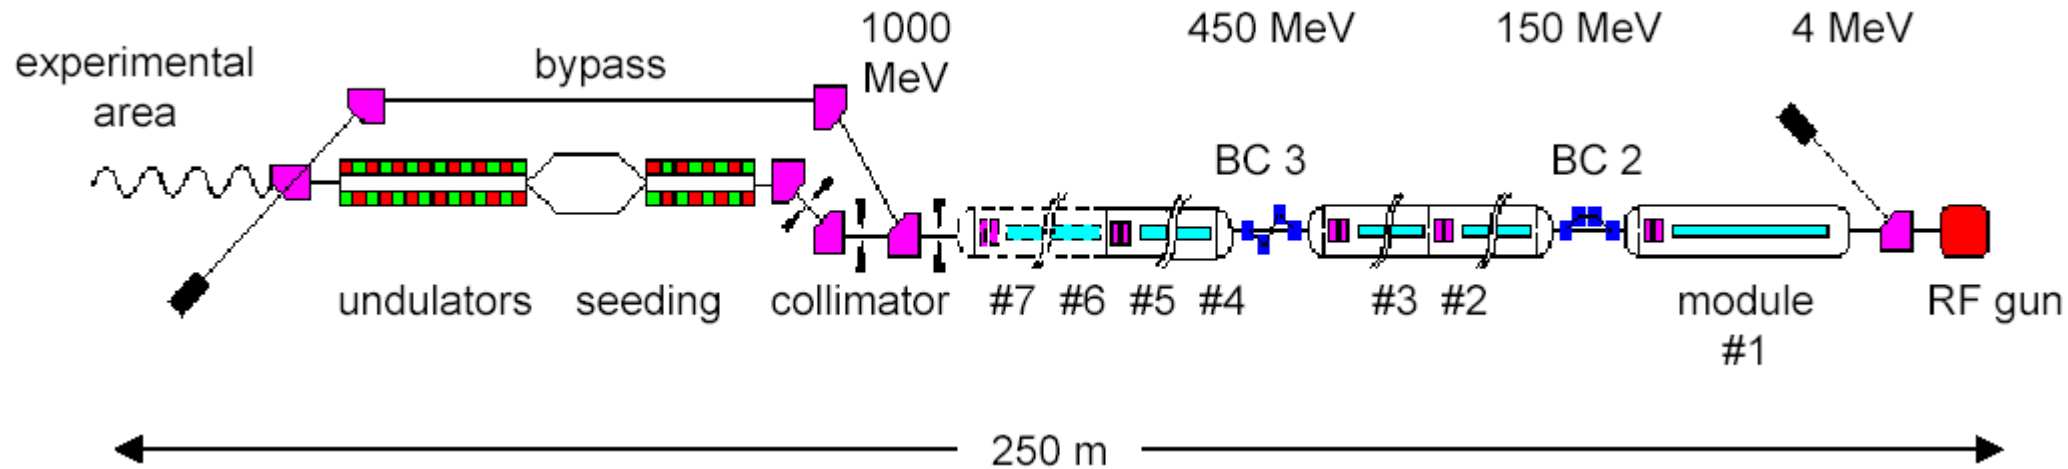 experimental
area
bypass
1000
MeV
450 MeV
150 MeV
4 MeV
BC 3
BC 2
undulators
seeding
collimator
#7
#6
#5
#4
#3
#2
module
#1
RF gun
250 m